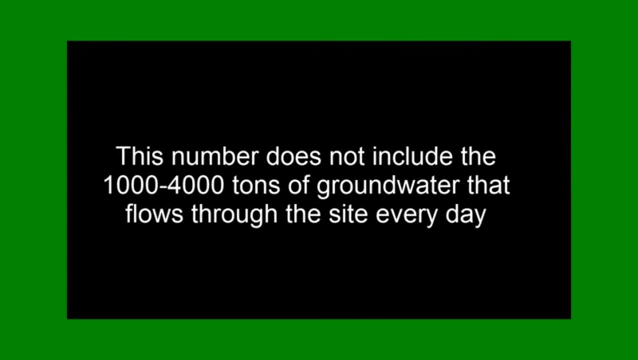 This number does not include the
1000-4000 tons of groundwater that
flows through the site every day